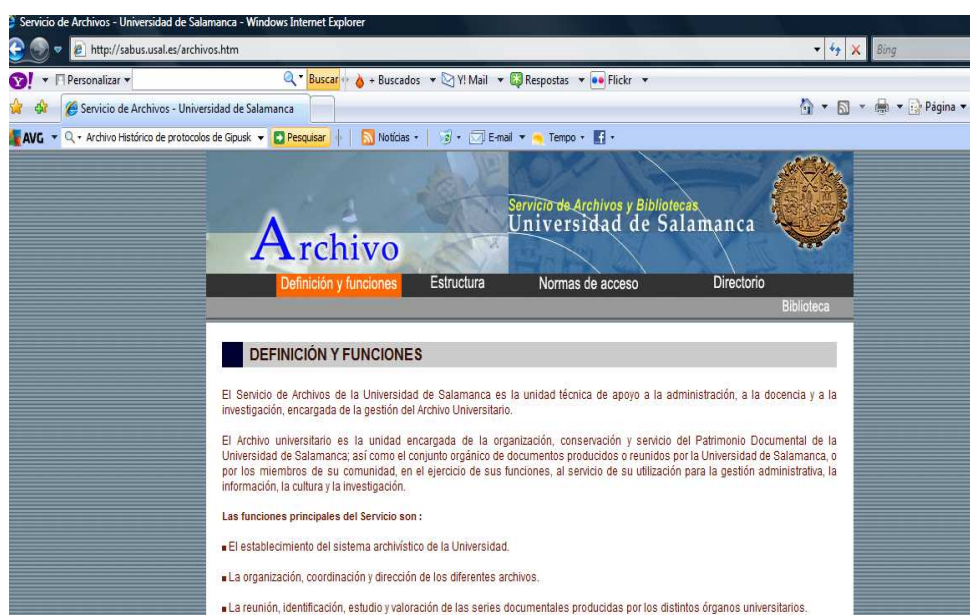 Servicio de Archivos - Universidad de Salamanca - Windows Internet Explorer
http://sabus.usal.es/archivos.htm
Bing
Personalizar
Buscar
+ Buscados
Y! Mail
Respostas
Flickr
Servicio de Archivos - Universidad de Salamanca
Página
AVG
Archivo Histórico de protocolos de Gipusk
Pesquisar
Notícias
E-mail
Tempo
Servicio de Archivos y Bibliotecas
Universidad de Salamanca
Archivo
Definición y funciones Estructura Normas de acceso Directorio
Biblioteca
DEFINICIÓN Y FUNCIONES
El Servicio de Archivos de la Universidad de Salamanca es la unidad técnica de apoyo a la administración, a la docencia y a la
investigación, encargada de la gestión del Archivo Universitario.
El Archivo universitario es la unidad encargada de la organización, conservación y servicio del Patrimonio Documental de la
Universidad de Salamanca; así como el conjunto orgánico de documentos producidos o reunidos por la Universidad de Salamanca, o
por los miembros de su comunidad, en el ejercicio de sus funciones, al servicio de su utilización para la gestión administrativa, la
información, la cultura y la investigación.
Las funciones principales del Servicio son :
El establecimiento del sistema archivístico de la Universidad.
La organización, coordinación y dirección de los diferentes archivos.
La reunión, identificación, estudio y valoración de las series documentales producidas por los distintos órganos universitarios.